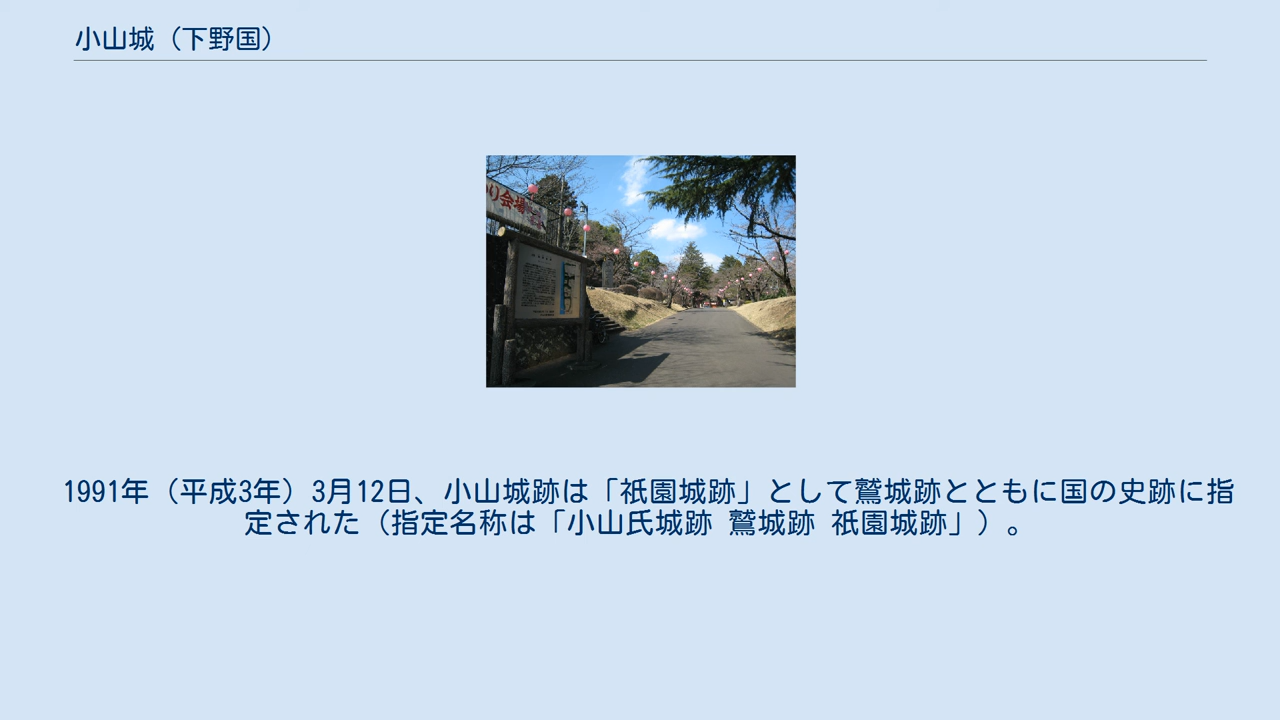 小山城（下野国）
り会場
1991年（平成3年）3月12日、小山城跡は「祇園城跡」として鷲城跡とともに国の史跡に指
定された（指定名称は「小山氏城跡 鷲城跡 祇園城跡」）。